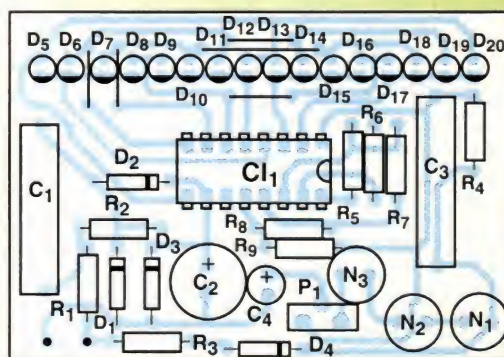 D12 D13
D5 D6 D7 D8 D9 D11 D14 D16 D18 D19 D20
D10 D15 D17
R6
D2 CI1 C3
C1 R4
R2 R5 R7
R8
D3 R9
C2 N3
R1 P1
D1 C4 N2 N1
R3 D4